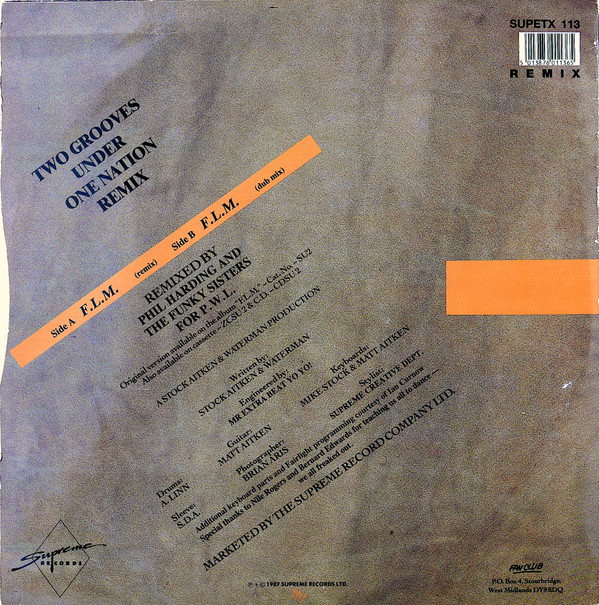 SUPETX 113
5 013878 011365
REMIX
TWO GROOVES
UNDER
ONE NATION
REMIX
Side A F.L.M. (remix) Side B F.L.M. (dub mix)
REMIXED BY
PHIL HARDING AND
THE FUNKY SISTERS
FOR P.W.L.
Original version available on the album "F.L.M." - Cat. No. - SU2
Also available on cassette - ZCSU2 & C.D. - CDSU 2
A STOCK AITKEN & WATERMAN PRODUCTION
Written by:
STOCK AITKEN & WATERMAN
Engineered by:
MR EXTRA BEAT YO YO!
Keyboards:
MIKE STOCK & MATT AITKEN
Guitar:
MATT AITKEN
Stylist:
SUPREME CREATIVE DEPT.
Drums:
A. LINN
Photographer:
BRIAN ARIS
Sleeve:
S.D.A.
Additional keyboard parts and Fairlight programming courtesy of Ian Curnow
Special thanks to Nile Rogers and Bernard Edwards for teaching us all to dance....
we all freaked out.
MARKETED BY THE SUPREME RECORD COMPANY LTD.
Supreme
RECORDS
℗ + © 1987 SUPREME RECORDS LTD.
FAN CLUB
P.O. Box 4, Stourbridge,
West Midlands DY9 8DQ